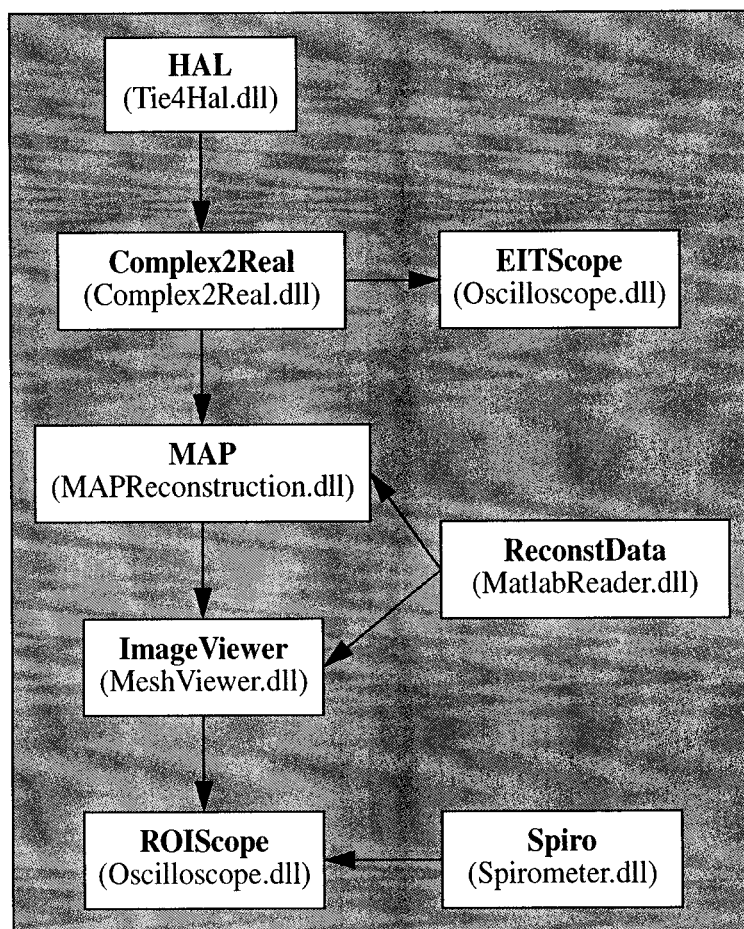 HAL
(Tie4Hal.dll)
Complex2Real
(Complex2Real.dll)
EITScope
(Oscilloscope.dll)
MAP
(MAPReconstruction.dll)
ReconstData
(MatlabReader.dll)
ImageViewer
(MeshViewer.dll)
ROIScope
(Oscilloscope.dll)
Spiro
(Spirometer.dll)